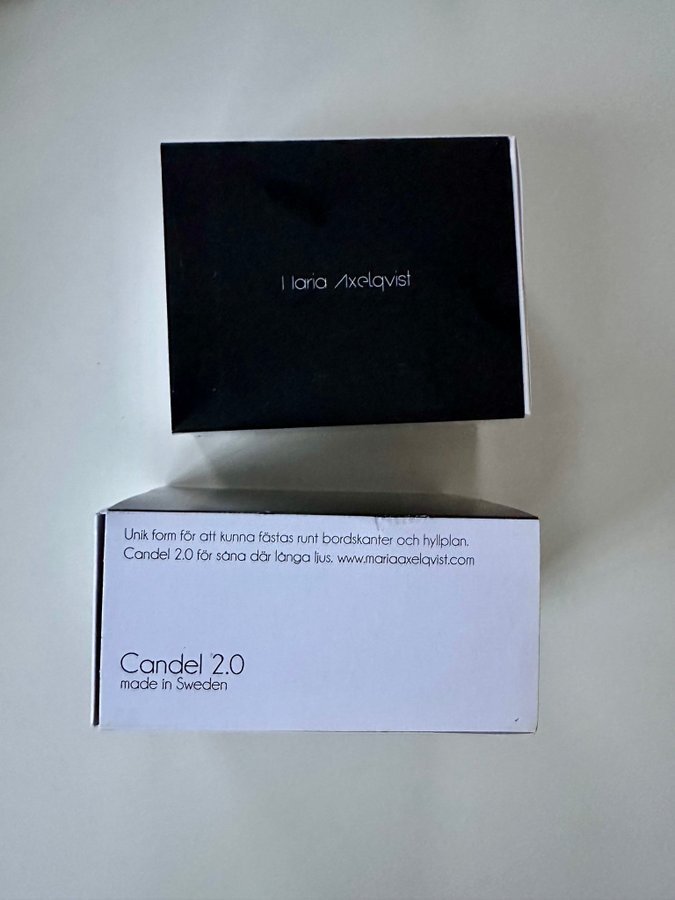 Maria Axelqvist
Unik form för att kunna fästas runt bordskanter och hyllplan.
Candel 2.0 för såna där långa ljus. www.mariaaxelqvist.com
Candel 2.0
made in Sweden